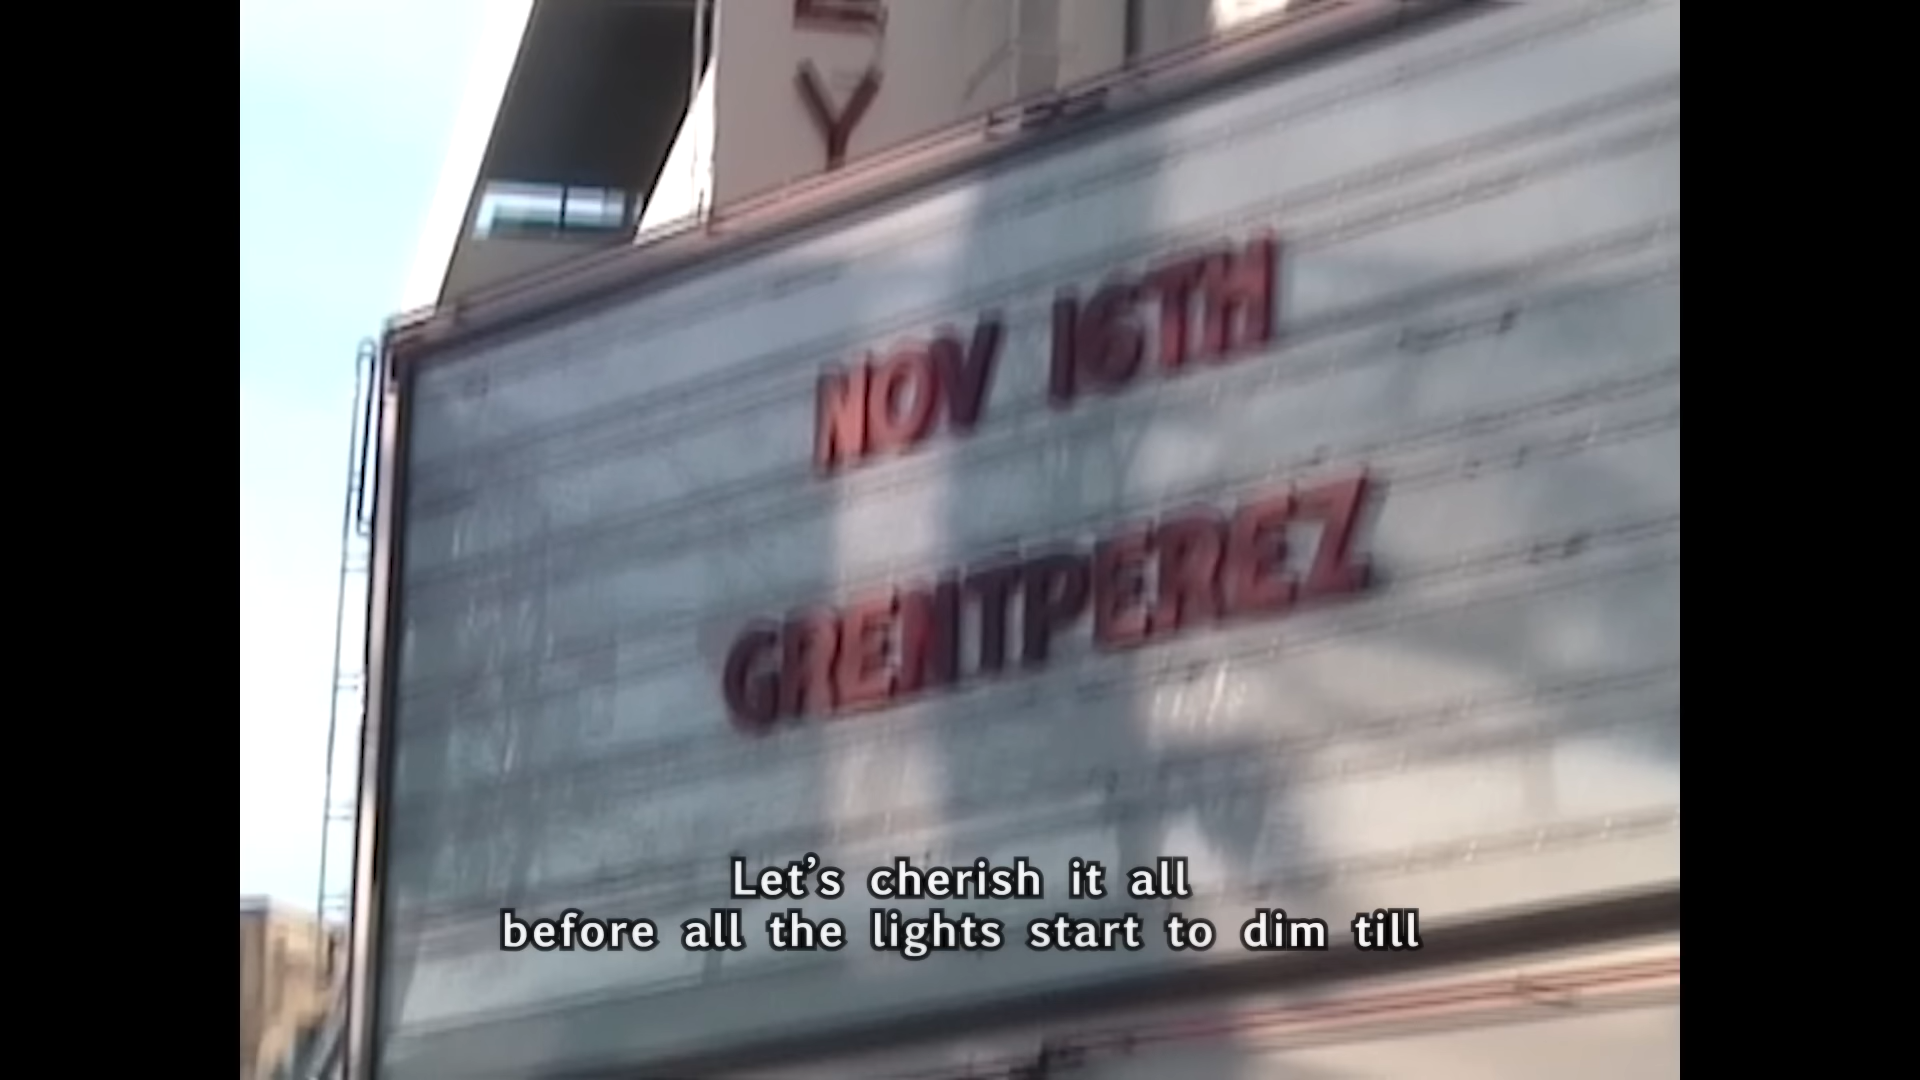 Y
NOV 16TH
GRENTPEREZ
Let's cherish it all
before all the lights start to dim till